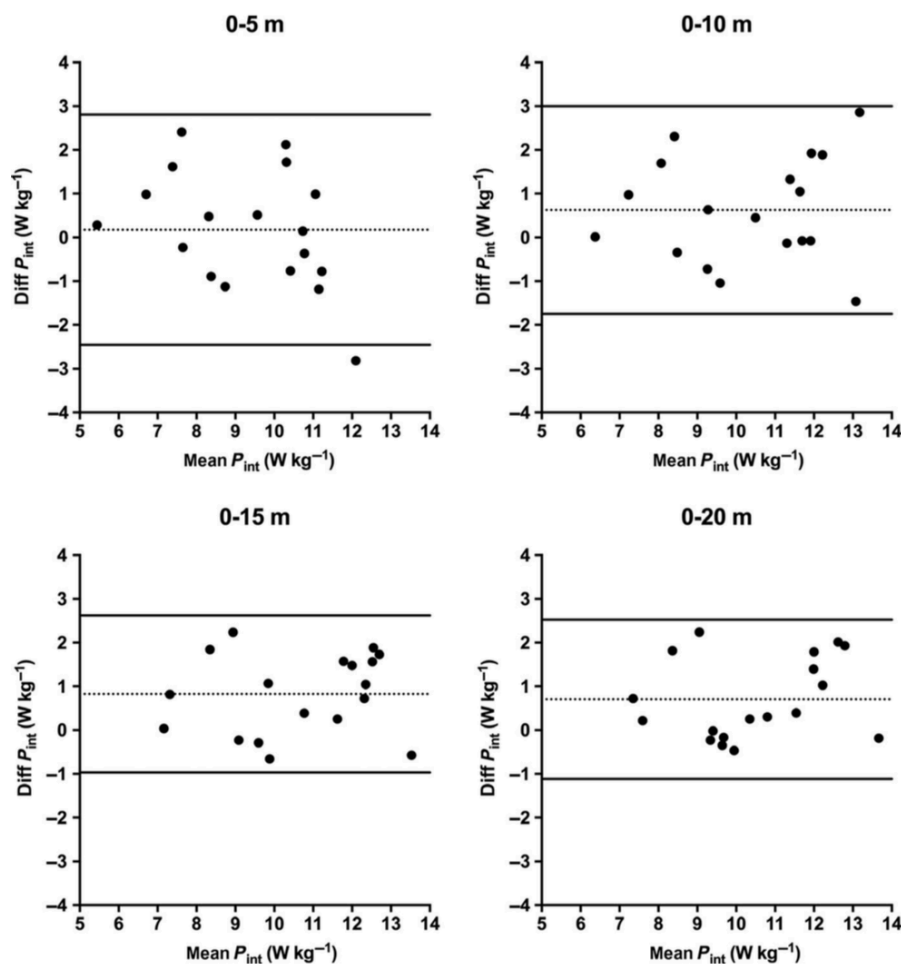 0-5 m
4
3
2
1
0
–1
–2
–3
–4
Diff Pint (W kg–1)
5 6 7 8 9 10 11 12 13 14
Mean Pint (W kg–1)
0-10 m
4
3
2
1
0
–1
–2
–3
–4
Diff Pint (W kg–1)
5 6 7 8 9 10 11 12 13 14
Mean Pint (W kg–1)
0-15 m
4
3
2
1
0
–1
–2
–3
–4
Diff Pint (W kg–1)
5 6 7 8 9 10 11 12 13 14
Mean Pint (W kg–1)
0-20 m
4
3
2
1
0
–1
–2
–3
–4
Diff Pint (W kg–1)
5 6 7 8 9 10 11 12 13 14
Mean Pint (W kg–1)